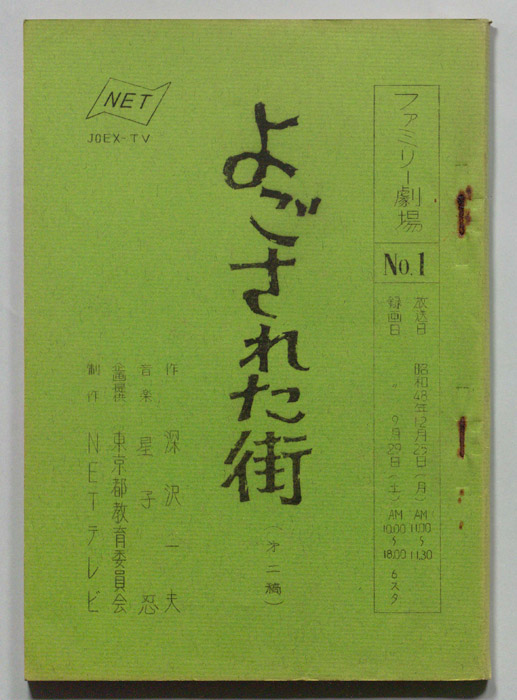 ファミリー劇場
No.1
放送日 昭和48年12月25日(月) AM 11.00〜11.30
録画日 〃 9月29日(土) AM 10.00〜18.00 6スタ
NET
JOEX-TV
よごされた街
(第二稿)
作 深沢一夫
音楽 星子 忍
企画 東京都教育委員会
制作 NETテレビ